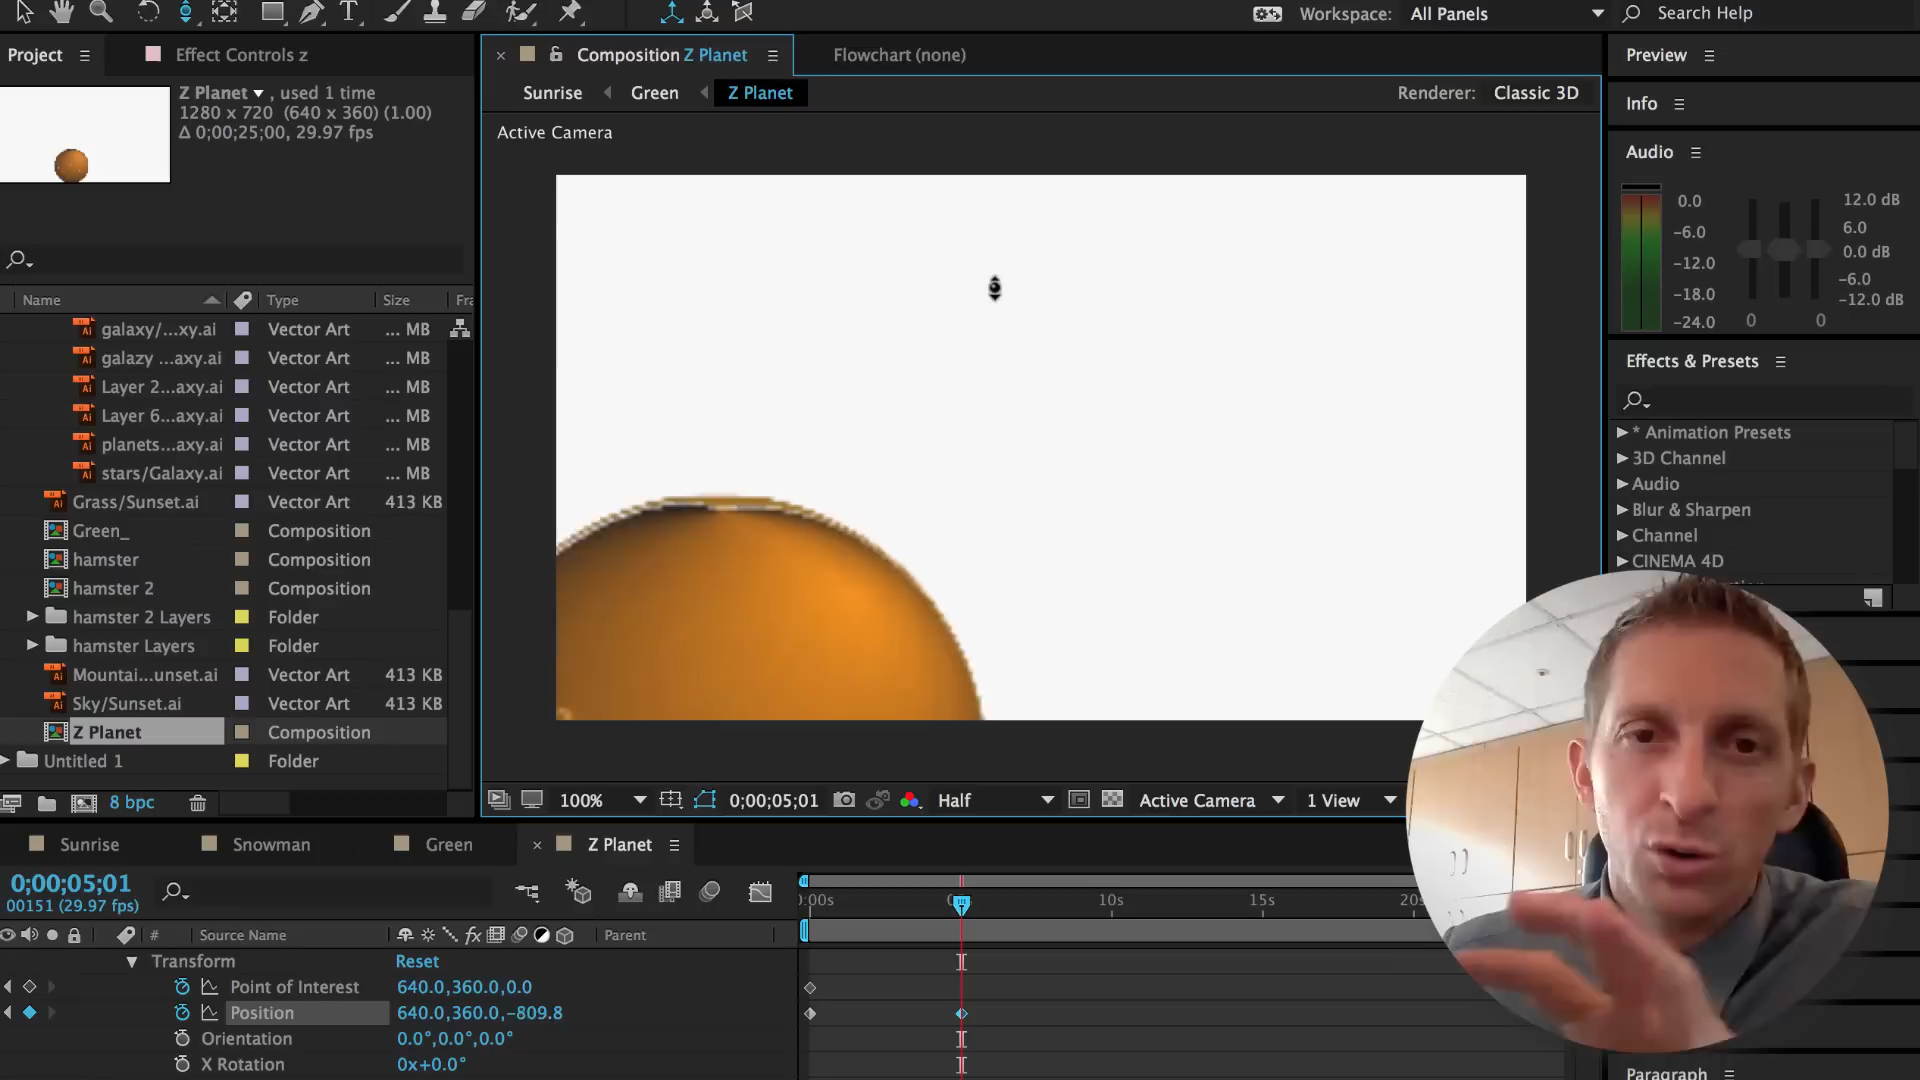 Workspace: All Panels Search Help
Project Effect Controls z
Composition Z Planet Flowchart (none)
Preview
Z Planet , used 1 time
1280 x 720 (640 x 360) (1.00)
Δ 0;00;25;00, 29.97 fps
Sunrise Green Z Planet Renderer: Classic 3D
Info
Active Camera
Audio
0.0 12.0 dB
-6.0 6.0
-12.0 0.0 dB
-18.0 -6.0
-24.0 -12.0 dB
0 0
Name Type Size Fra
galaxy/...xy.ai Vector Art ... MB
galazy ...axy.ai Vector Art ... MB
Layer 2...axy.ai Vector Art ... MB
Layer 6...axy.ai Vector Art ... MB
planets...axy.ai Vector Art ... MB
stars/Galaxy.ai Vector Art ... MB
Grass/Sunset.ai Vector Art 413 KB
Green_ Composition
hamster Composition
hamster 2 Composition
hamster 2 Layers Folder
hamster Layers Folder
Mountai...unset.ai Vector Art 413 KB
Sky/Sunset.ai Vector Art 413 KB
Z Planet Composition
Untitled 1 Folder
8 bpc
Effects & Presets
* Animation Presets
3D Channel
Audio
Blur & Sharpen
Channel
CINEMA 4D
100% 0;00;05;01 Half Active Camera 1 View
Sunrise Snowman Green Z Planet
0;00;05;01
00151 (29.97 fps)
):00s 10s 15s 20s
# Source Name fx Parent
Transform Reset
Point of Interest 640.0,360.0,0.0
Position 640.0,360.0,-809.8
Orientation 0.0°,0.0°,0.0°
X Rotation 0x+0.0°
Paragraph